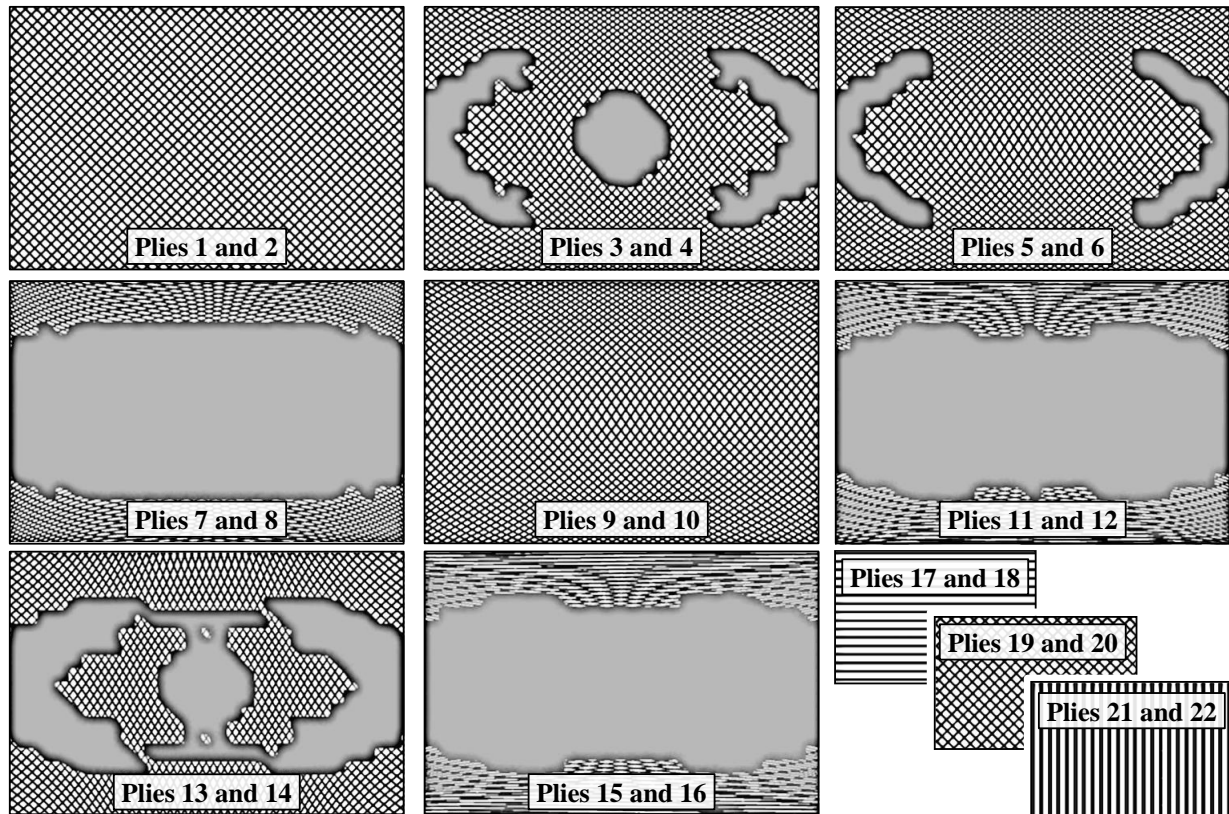 Plies 1 and 2
Plies 3 and 4
Plies 5 and 6
Plies 7 and 8
Plies 9 and 10
Plies 11 and 12
Plies 13 and 14
Plies 15 and 16
Plies 17 and 18
Plies 19 and 20
Plies 21 and 22